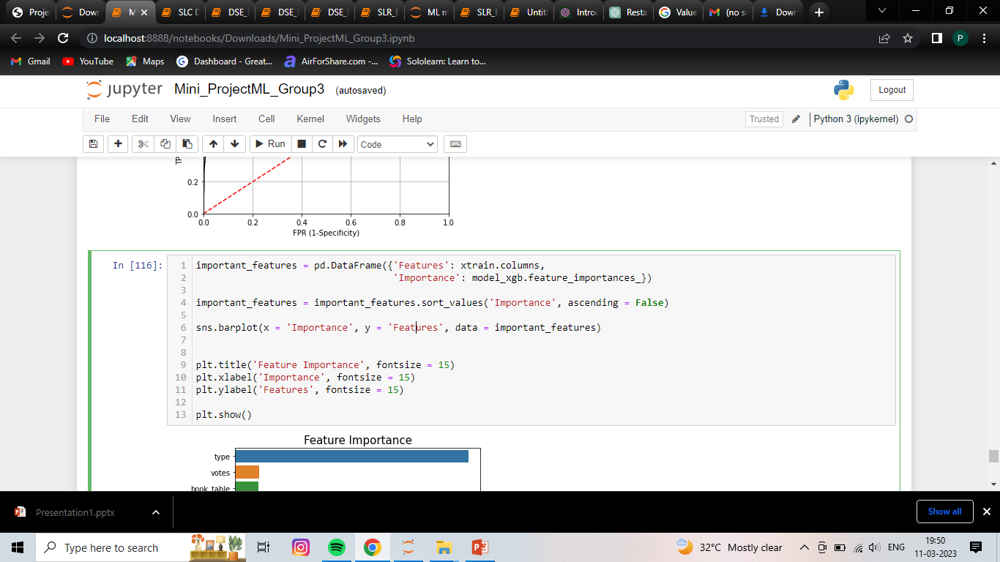 Proje
Down
M
SLC D
DSE_
DSE_
DSE_
SLR_D
ML m
SLR_L
Untit
Intro
Resta
Value
(no s
Down
localhost:8888/notebooks/Downloads/Mini_ProjectML_Group3.ipynb
P
Gmail
YouTube
Maps
Dashboard - Great...
AirForShare.com -...
Sololearn: Learn to...
jupyter Mini_ProjectML_Group3 (autosaved)
Logout
File Edit View Insert Cell Kernel Widgets Help
Trusted
Python 3 (ipykernel)
Run
Code
TP
0.2
0.0
0.0 0.2 0.4 0.6 0.8 1.0
FPR (1-Specificity)
In [116]:
1 important_features = pd.DataFrame({'Features': xtrain.columns,
2 'Importance': model_xgb.feature_importances_})
3
4 important_features = important_features.sort_values('Importance', ascending = False)
5
6 sns.barplot(x = 'Importance', y = 'Features', data = important_features)
7
8
9 plt.title('Feature Importance', fontsize = 15)
10 plt.xlabel('Importance', fontsize = 15)
11 plt.ylabel('Features', fontsize = 15)
12
13 plt.show()
Feature Importance
type
votes
book_table
Presentation1.pptx
Show all
Type here to search
32°C Mostly clear
ENG
19:50
11-03-2023